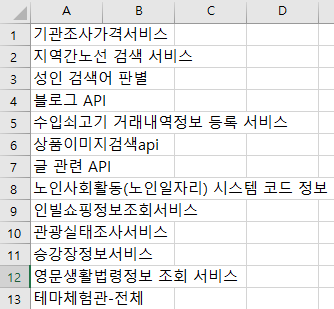 A B C D
1 기관조사가격서비스
2 지역간노선 검색 서비스
3 성인 검색어 판별
4 블로그 API
5 수입쇠고기 거래내역정보 등록 서비스
6 상품이미지검색api
7 글 관련 API
8 노인사회활동(노인일자리) 시스템 코드 정보
9 인빌쇼핑정보조회서비스
10 관광실태조사서비스
11 승강장정보서비스
12 영문생활법령정보 조회 서비스
13 테마체험관-전체